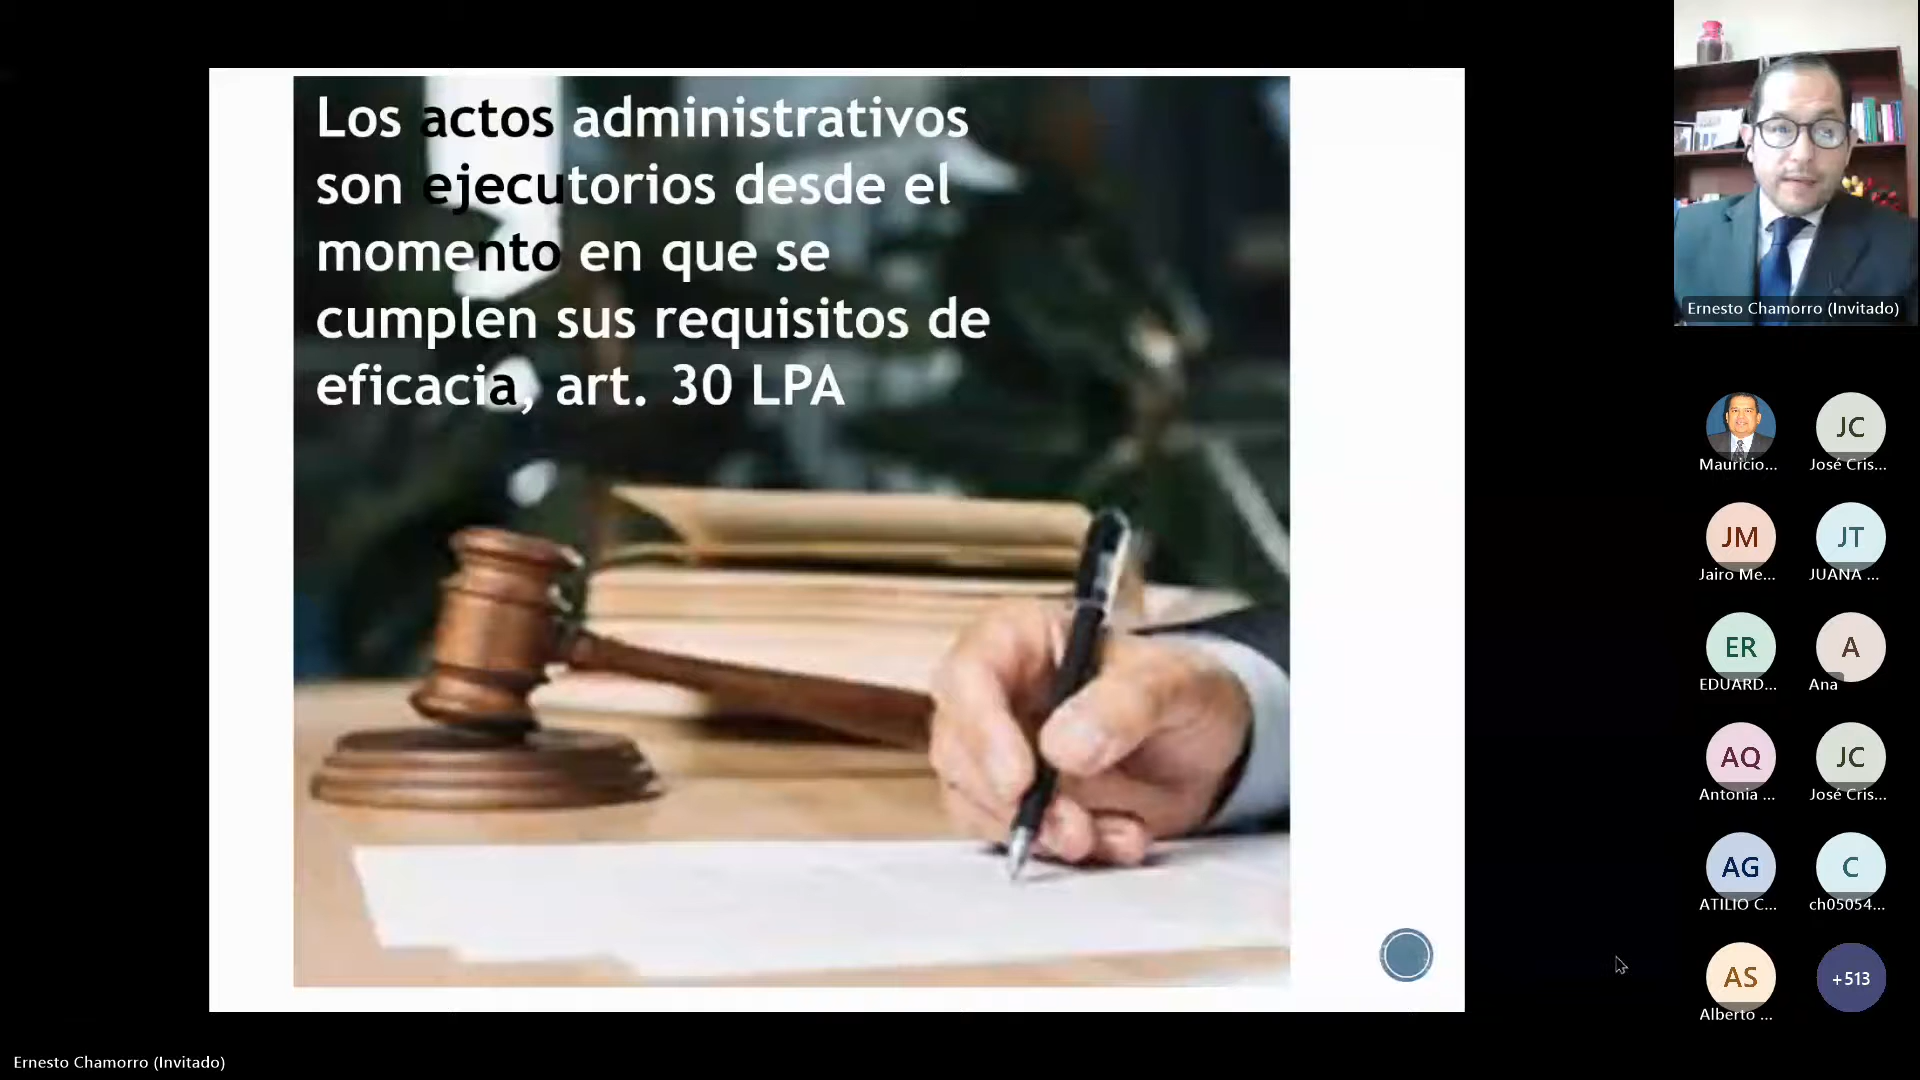 Los actos administrativos
son ejecutorios desde el
momento en que se
cumplen sus requisitos de
eficacia, art. 30 LPA
Ernesto Chamorro (Invitado)
JC
Mauricio...
José Cris...
JM
JT
Jairo Me...
JUANA ...
ER
A
EDUARD...
Ana
AQ
JC
Antonia ...
José Cris...
AG
C
ATILIO C...
ch05054...
AS
+513
Alberto ...
Ernesto Chamorro (Invitado)